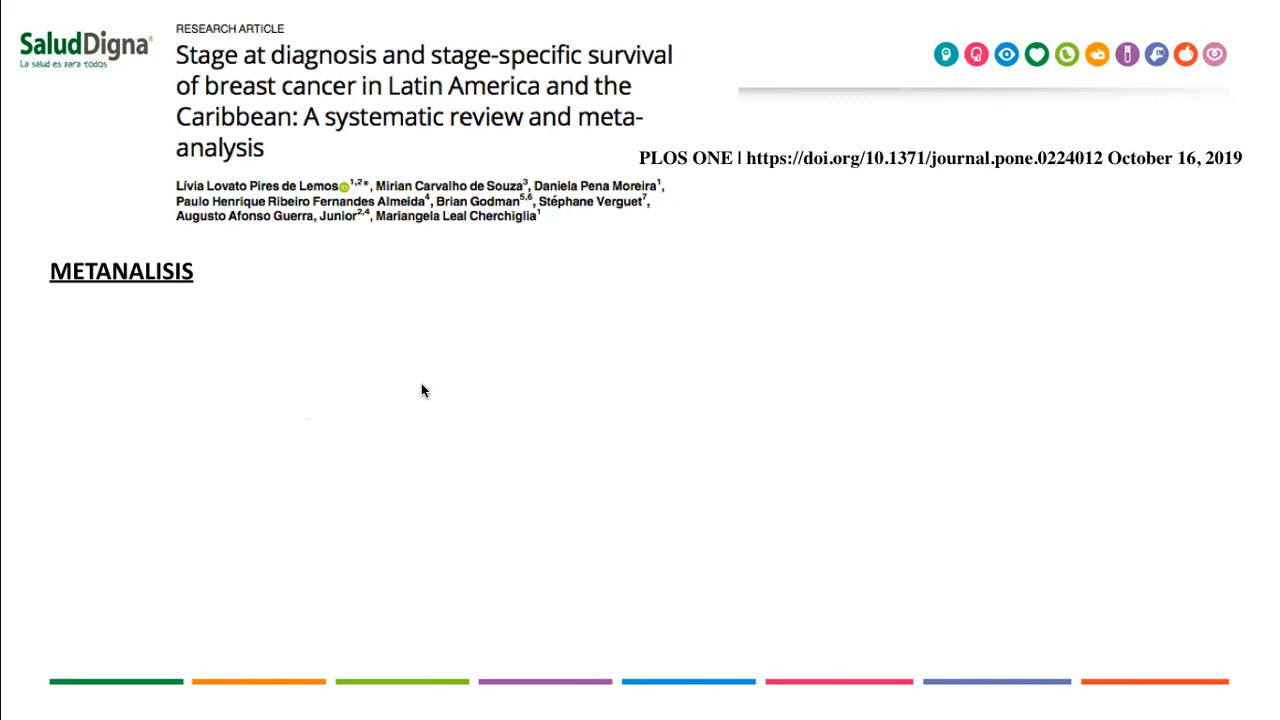 SaludDigna®
La salud es para todos
RESEARCH ARTICLE
Stage at diagnosis and stage-specific survival
of breast cancer in Latin America and the
Caribbean: A systematic review and meta-
analysis
PLOS ONE | https://doi.org/10.1371/journal.pone.0224012 October 16, 2019
Lívia Lovato Pires de Lemos 1,2*, Mirian Carvalho de Souza3, Daniela Pena Moreira1,
Paulo Henrique Ribeiro Fernandes Almeida4, Brian Godman5,6, Stéphane Verguet7,
Augusto Afonso Guerra, Junior2,4, Mariangela Leal Cherchiglia1
METANALISIS